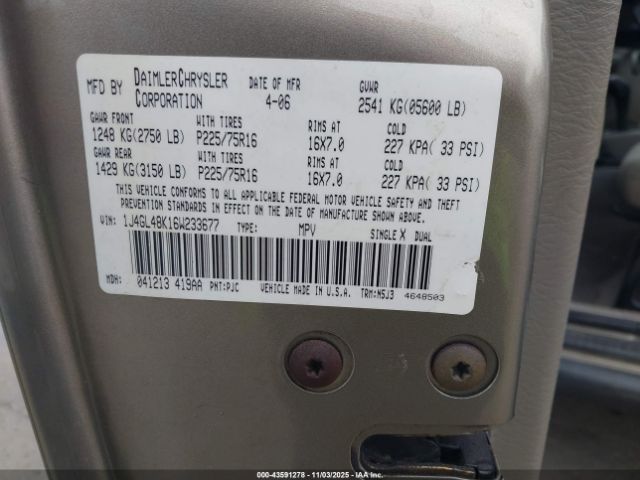 MFD BY DAIMLERCHRYSLER CORPORATION DATE OF MFR 4-06 GVWR 2541 KG(05600 LB)
GAWR FRONT WITH TIRES RIMS AT COLD
1248 KG(2750 LB) P225/75R16 16X7.0 227 KPA( 33 PSI)
GAWR REAR WITH TIRES RIMS AT COLD
1429 KG(3150 LB) P225/75R16 16X7.0 227 KPA( 33 PSI)
THIS VEHICLE CONFORMS TO ALL APPLICABLE FEDERAL MOTOR VEHICLE SAFETY AND THEFT
PREVENTION STANDARDS IN EFFECT ON THE DATE OF MANUFACTURE SHOWN ABOVE.
VIN: 1J4GL48K16W233677 TYPE: MPV SINGLE X DUAL
MDH: 041213 419AA PNT:PJC VEHICLE MADE IN U.S.A. TRM:N5J3 4648503
000-43591278 - 11/03/2025 - IAA Inc.